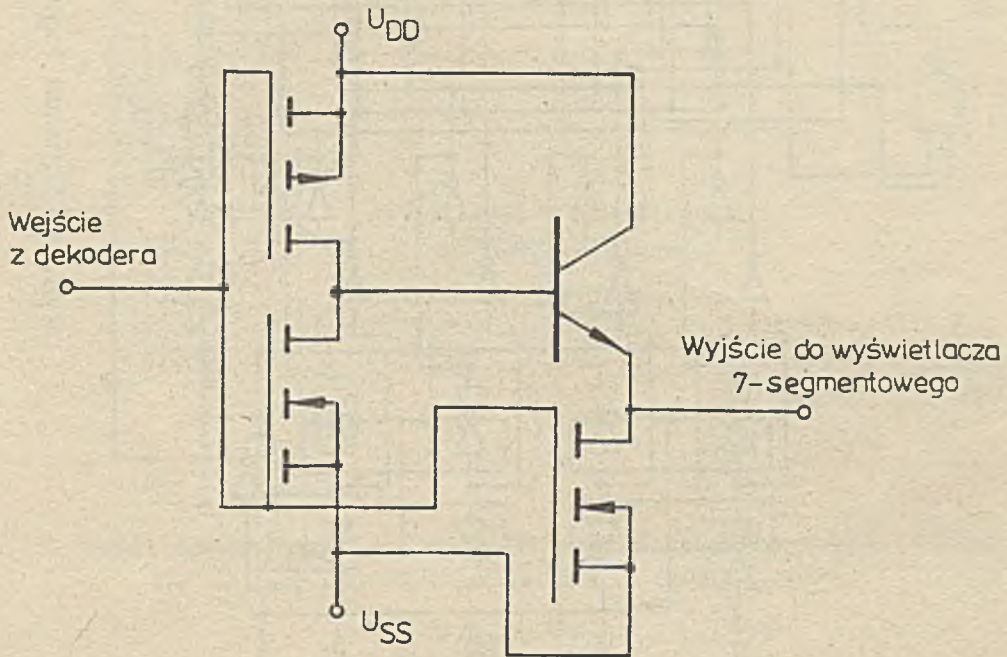 U_DD
Wejście
z dekodera
Wyjście do wyświetlacza
7-segmentowego
U_SS